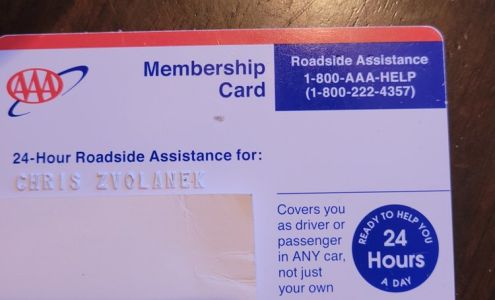 AAA
Membership
Card
Roadside Assistance
1-800-AAA-HELP
(1-800-222-4357)
24-Hour Roadside Assistance for:
CHRIS ZVOLANEK
Covers you
as driver or
passenger
in ANY car,
not just
your own
READY TO HELP YOU
24
Hours
A DAY